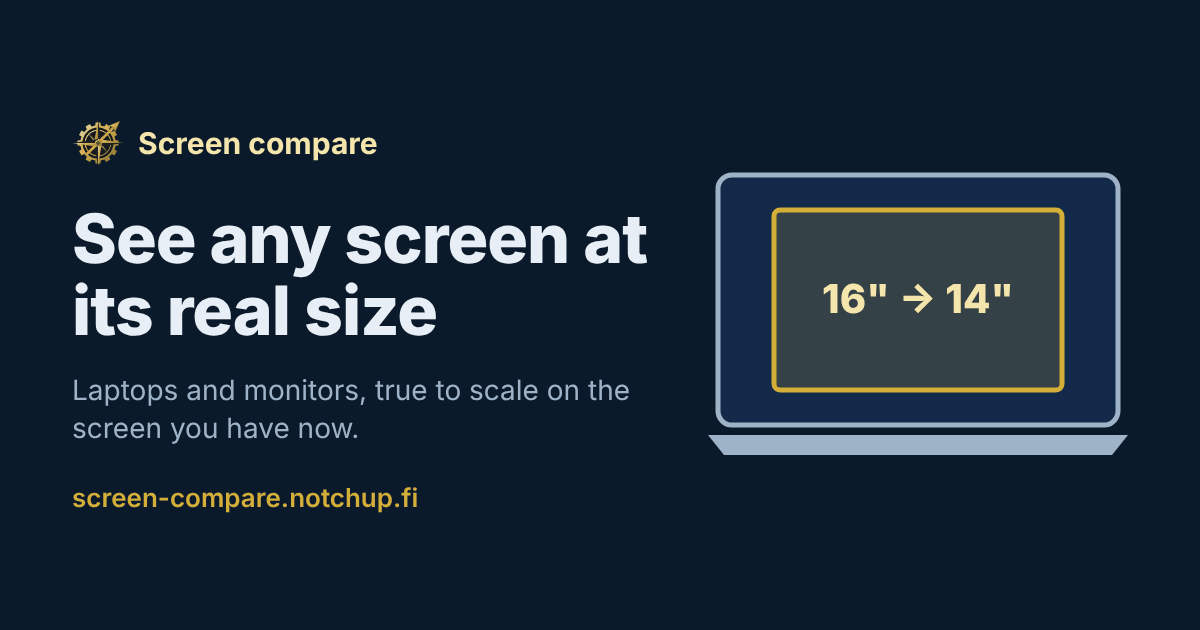 Screen compare
See any screen at
its real size
Laptops and monitors, true to scale on the
screen you have now.
screen-compare.notchup.fi
16" → 14"